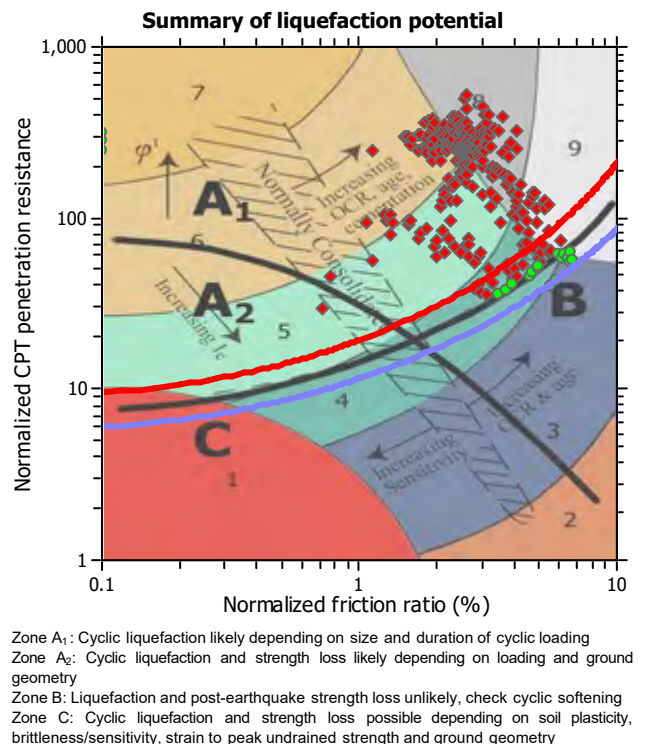 Summary of liquefaction potential
1,000
100
10
1
Normalized CPT penetration resistance
7
8
9
φ'
Increasing
OCR, age,
cementation
Normally Consolidated
A1
6
A2
Increasing Ic
5
B
4
C
Increasing
OCR & age
3
Increasing
Sensitivity
1
2
0.1
1
10
Normalized friction ratio (%)
Zone A1: Cyclic liquefaction likely depending on size and duration of cyclic loading
Zone A2: Cyclic liquefaction and strength loss likely depending on loading and ground
geometry
Zone B: Liquefaction and post-earthquake strength loss unlikely, check cyclic softening
Zone C: Cyclic liquefaction and strength loss possible depending on soil plasticity,
brittleness/sensitivity, strain to peak undrained strength and ground geometry